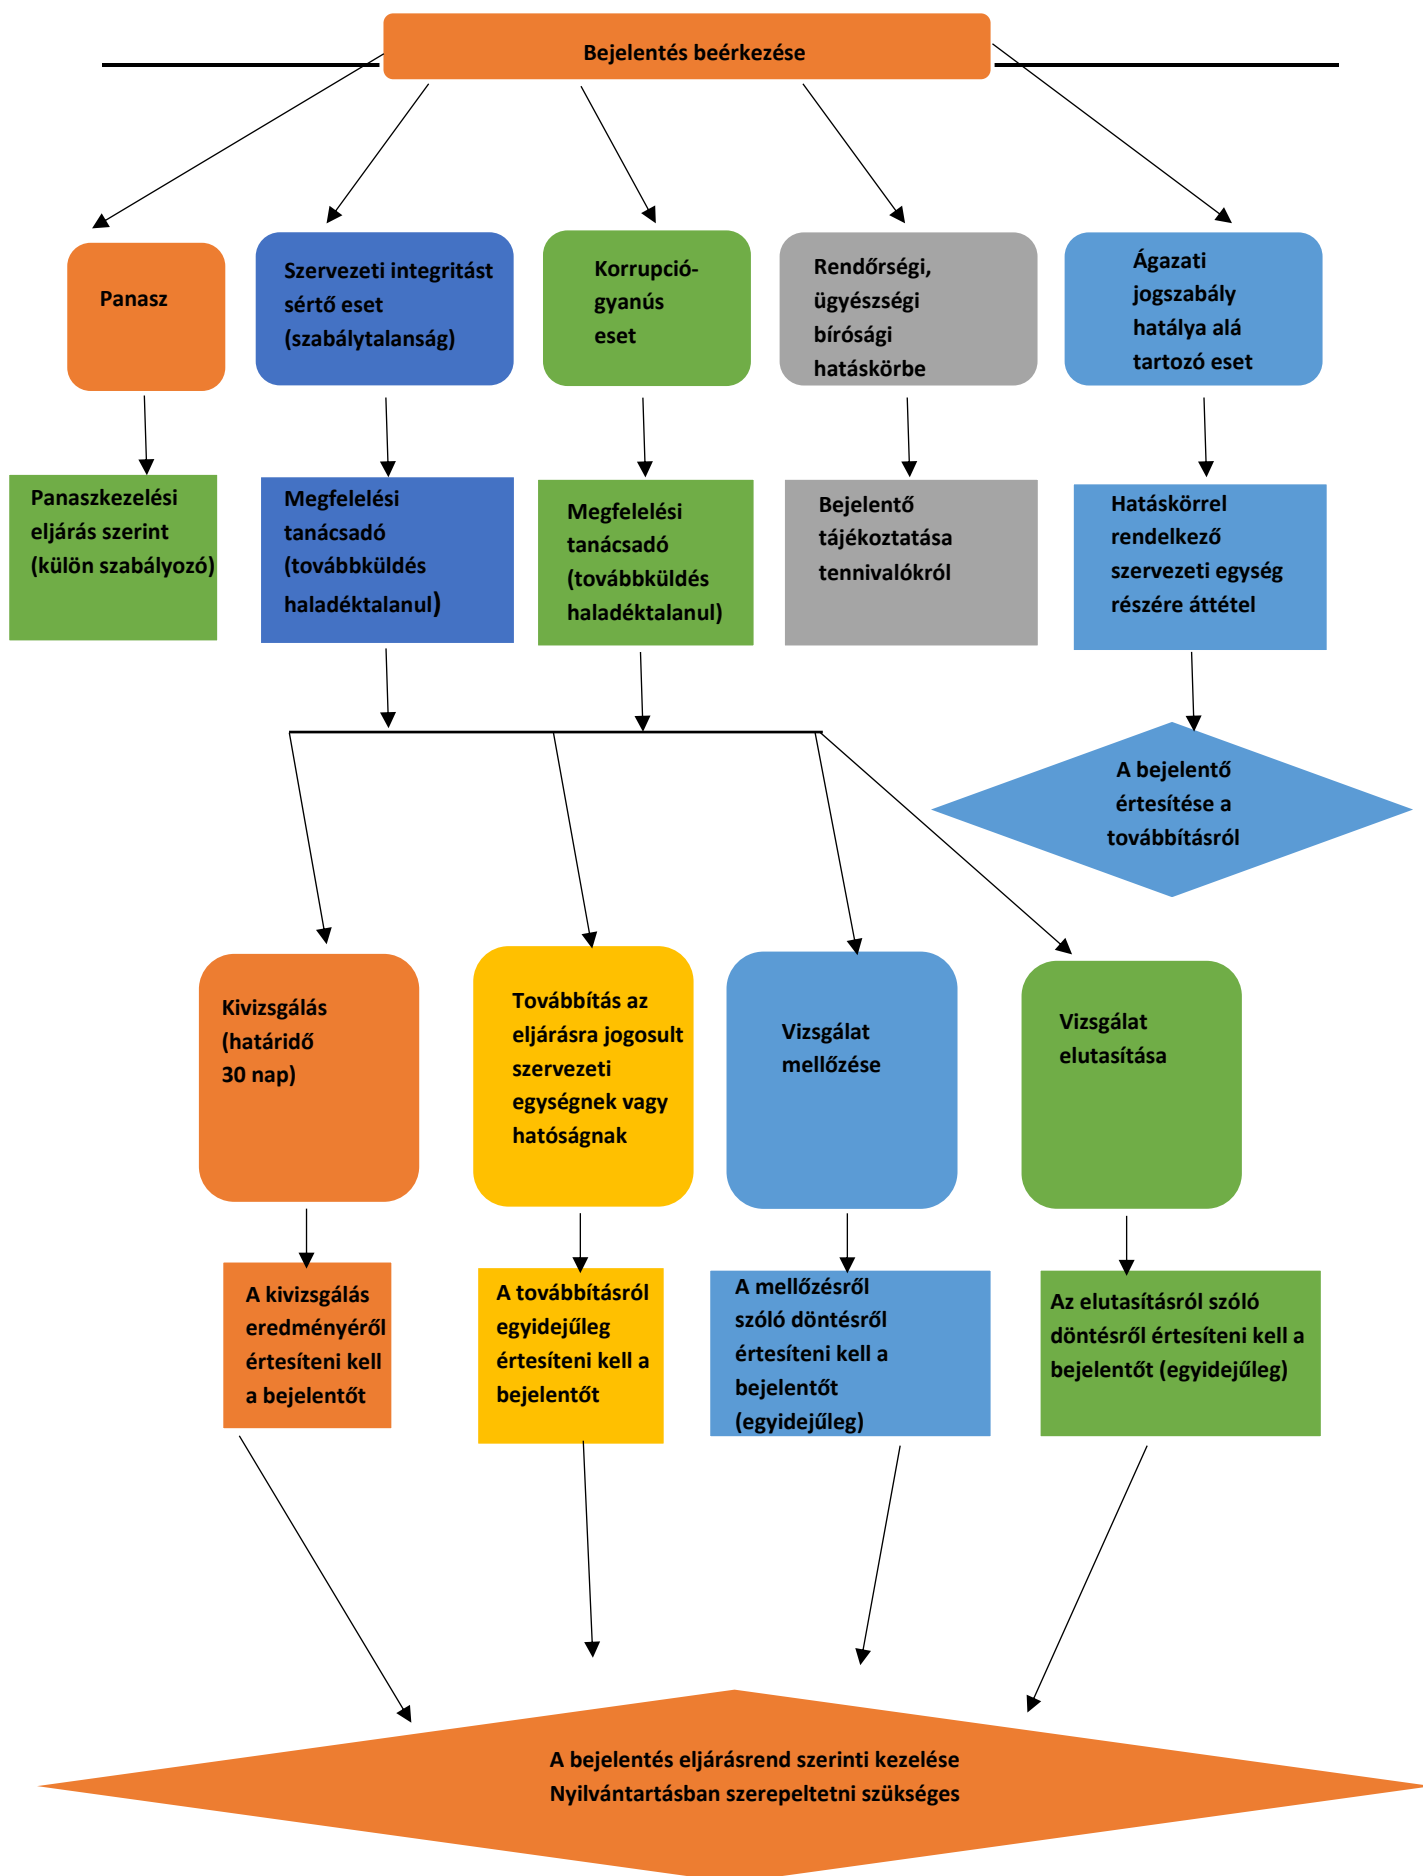 Bejelentés beérkezése
Panasz
Szervezeti integritást
sértő eset
(szabálytalanság)
Korrupció-
gyanús
eset
Rendőrségi,
ügyészségi
bírósági
hatáskörbe
Ágazati
jogszabály
hatálya alá
tartozó eset
Panaszkezelési
eljárás szerint
(külön szabályozó)
Megfelelési
tanácsadó
(továbbküldés
haladéktalanul)
Megfelelési
tanácsadó
(továbbküldés
haladéktalanul)
Bejelentő
tájékoztatása
tennivalókról
Hatáskörrel
rendelkező
szervezeti egység
részére áttétel
A bejelentő
értesítése a
továbbításról
Kivizsgálás
(határidő
30 nap)
Továbbítás az
eljárásra jogosult
szervezeti
egységnek vagy
hatóságnak
Vizsgálat
mellőzése
Vizsgálat
elutasítása
A kivizsgálás
eredményéről
értesíteni kell
a bejelentőt
A továbbításról
egyidejűleg
értesíteni kell a
bejelentőt
A mellőzésről
szóló döntésről
értesíteni kell a
bejelentőt
(egyidejűleg)
Az elutasításról szóló
döntésről értesíteni kell a
bejelentőt (egyidejűleg)
A bejelentés eljárásrend szerinti kezelése
Nyilvántartásban szerepeltetni szükséges